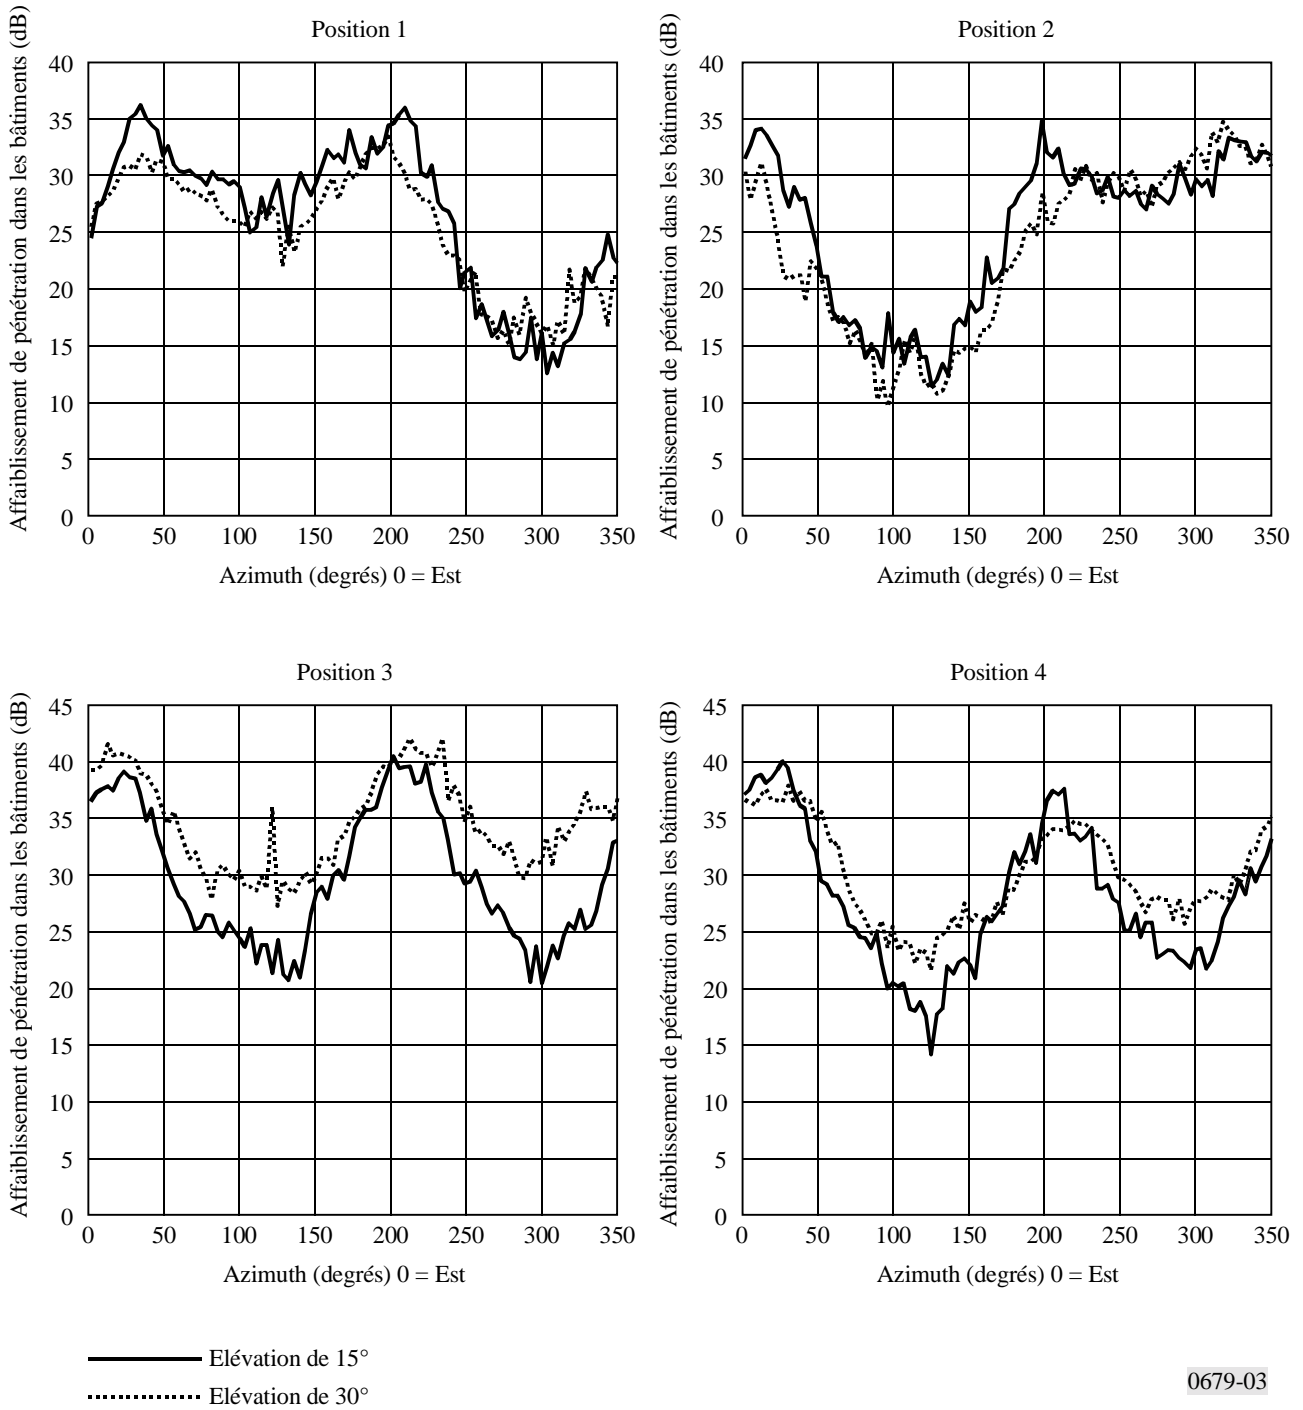 Position 1
Affaiblissement de pénétration dans les bâtiments (dB)
40
35
30
25
20
15
10
5
0
0 50 100 150 200 250 300 350
Azimuth (degrés) 0 = Est
Position 2
Affaiblissement de pénétration dans les bâtiments (dB)
40
35
30
25
20
15
10
5
0
0 50 100 150 200 250 300 350
Azimuth (degrés) 0 = Est
Position 3
Affaiblissement de pénétration dans les bâtiments (dB)
45
40
35
30
25
20
15
10
5
0
0 50 100 150 200 250 300 350
Azimuth (degrés) 0 = Est
Position 4
Affaiblissement de pénétration dans les bâtiments (dB)
45
40
35
30
25
20
15
10
5
0
0 50 100 150 200 250 300 350
Azimuth (degrés) 0 = Est
Elévation de 15°
Elévation de 30°
0679-03